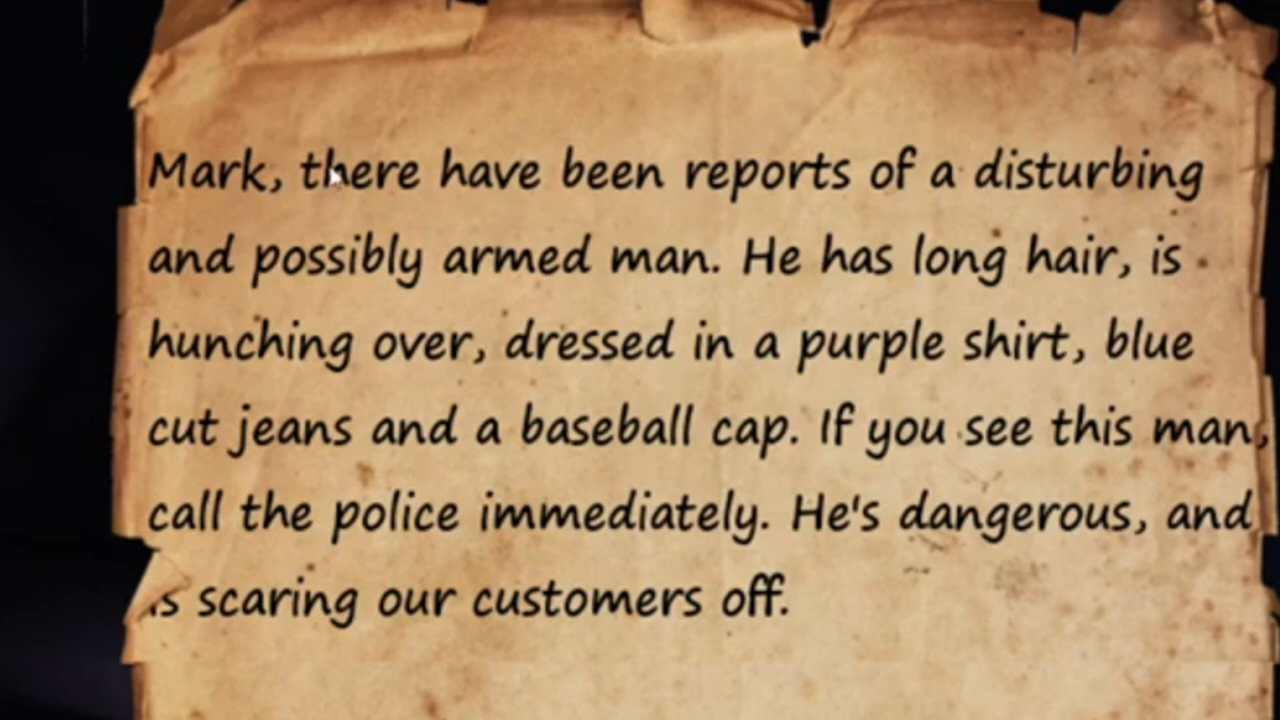 Mark, there have been reports of a disturbing
and possibly armed man. He has long hair, is
hunching over, dressed in a purple shirt, blue
cut jeans and a baseball cap. If you see this man,
call the police immediately. He's dangerous, and
is scaring our customers off.